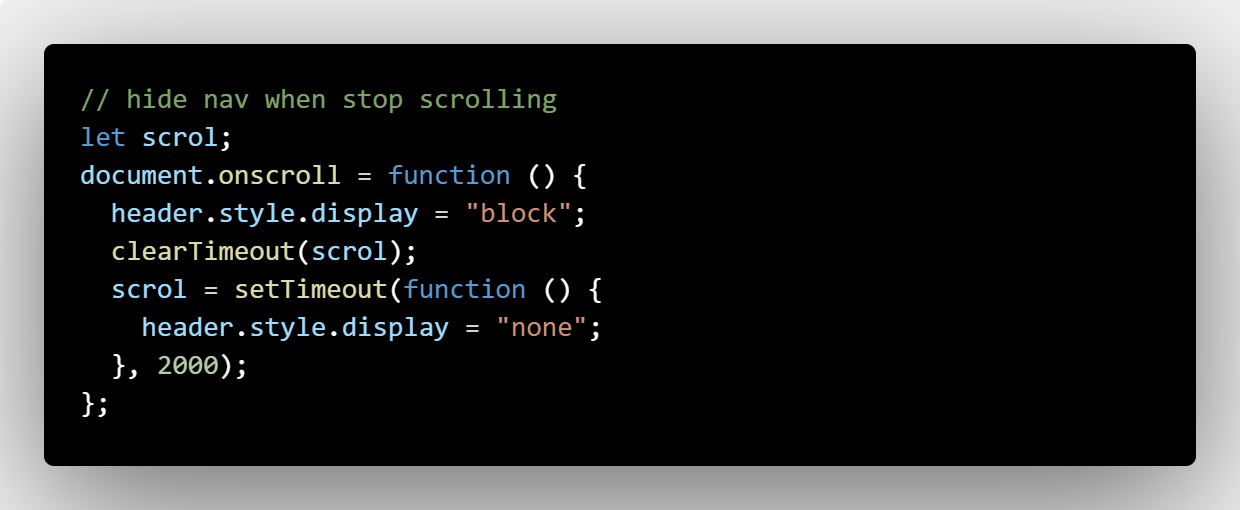 // hide nav when stop scrolling
let scrol;
document.onscroll = function () {
  header.style.display = "block";
  clearTimeout(scrol);
  scrol = setTimeout(function () {
    header.style.display = "none";
  }, 2000);
};